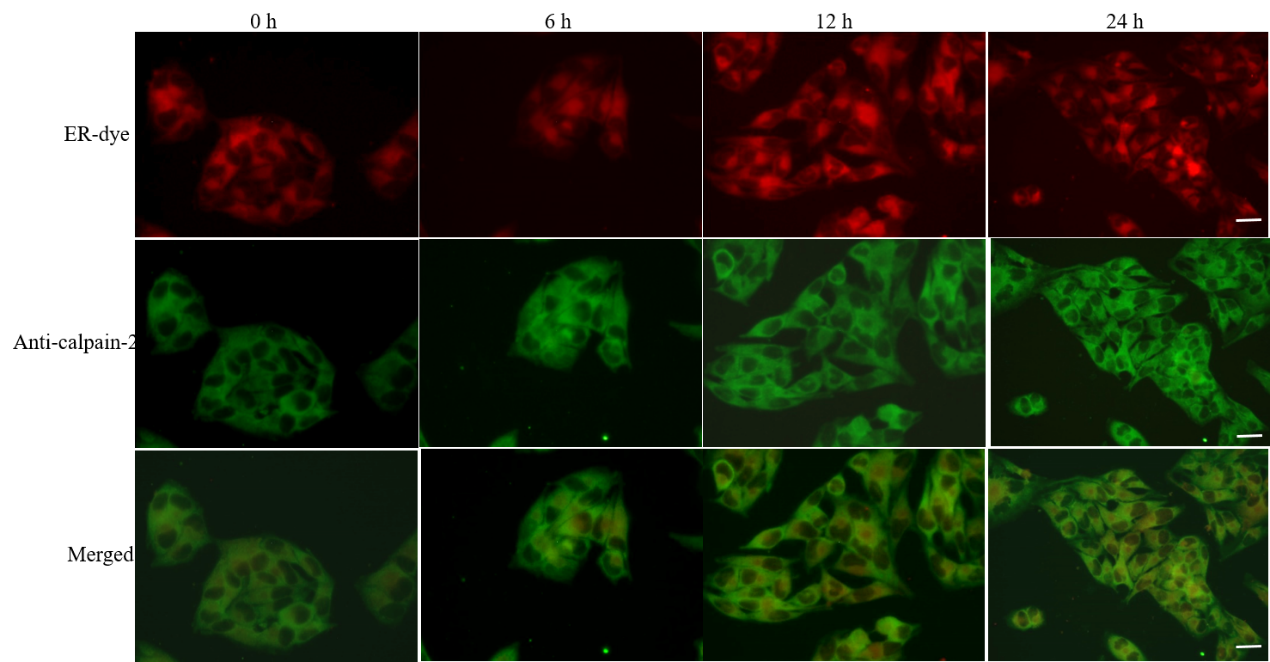 0 h 6 h 12 h 24 h
ER-dye
Anti-calpain-2
Merged